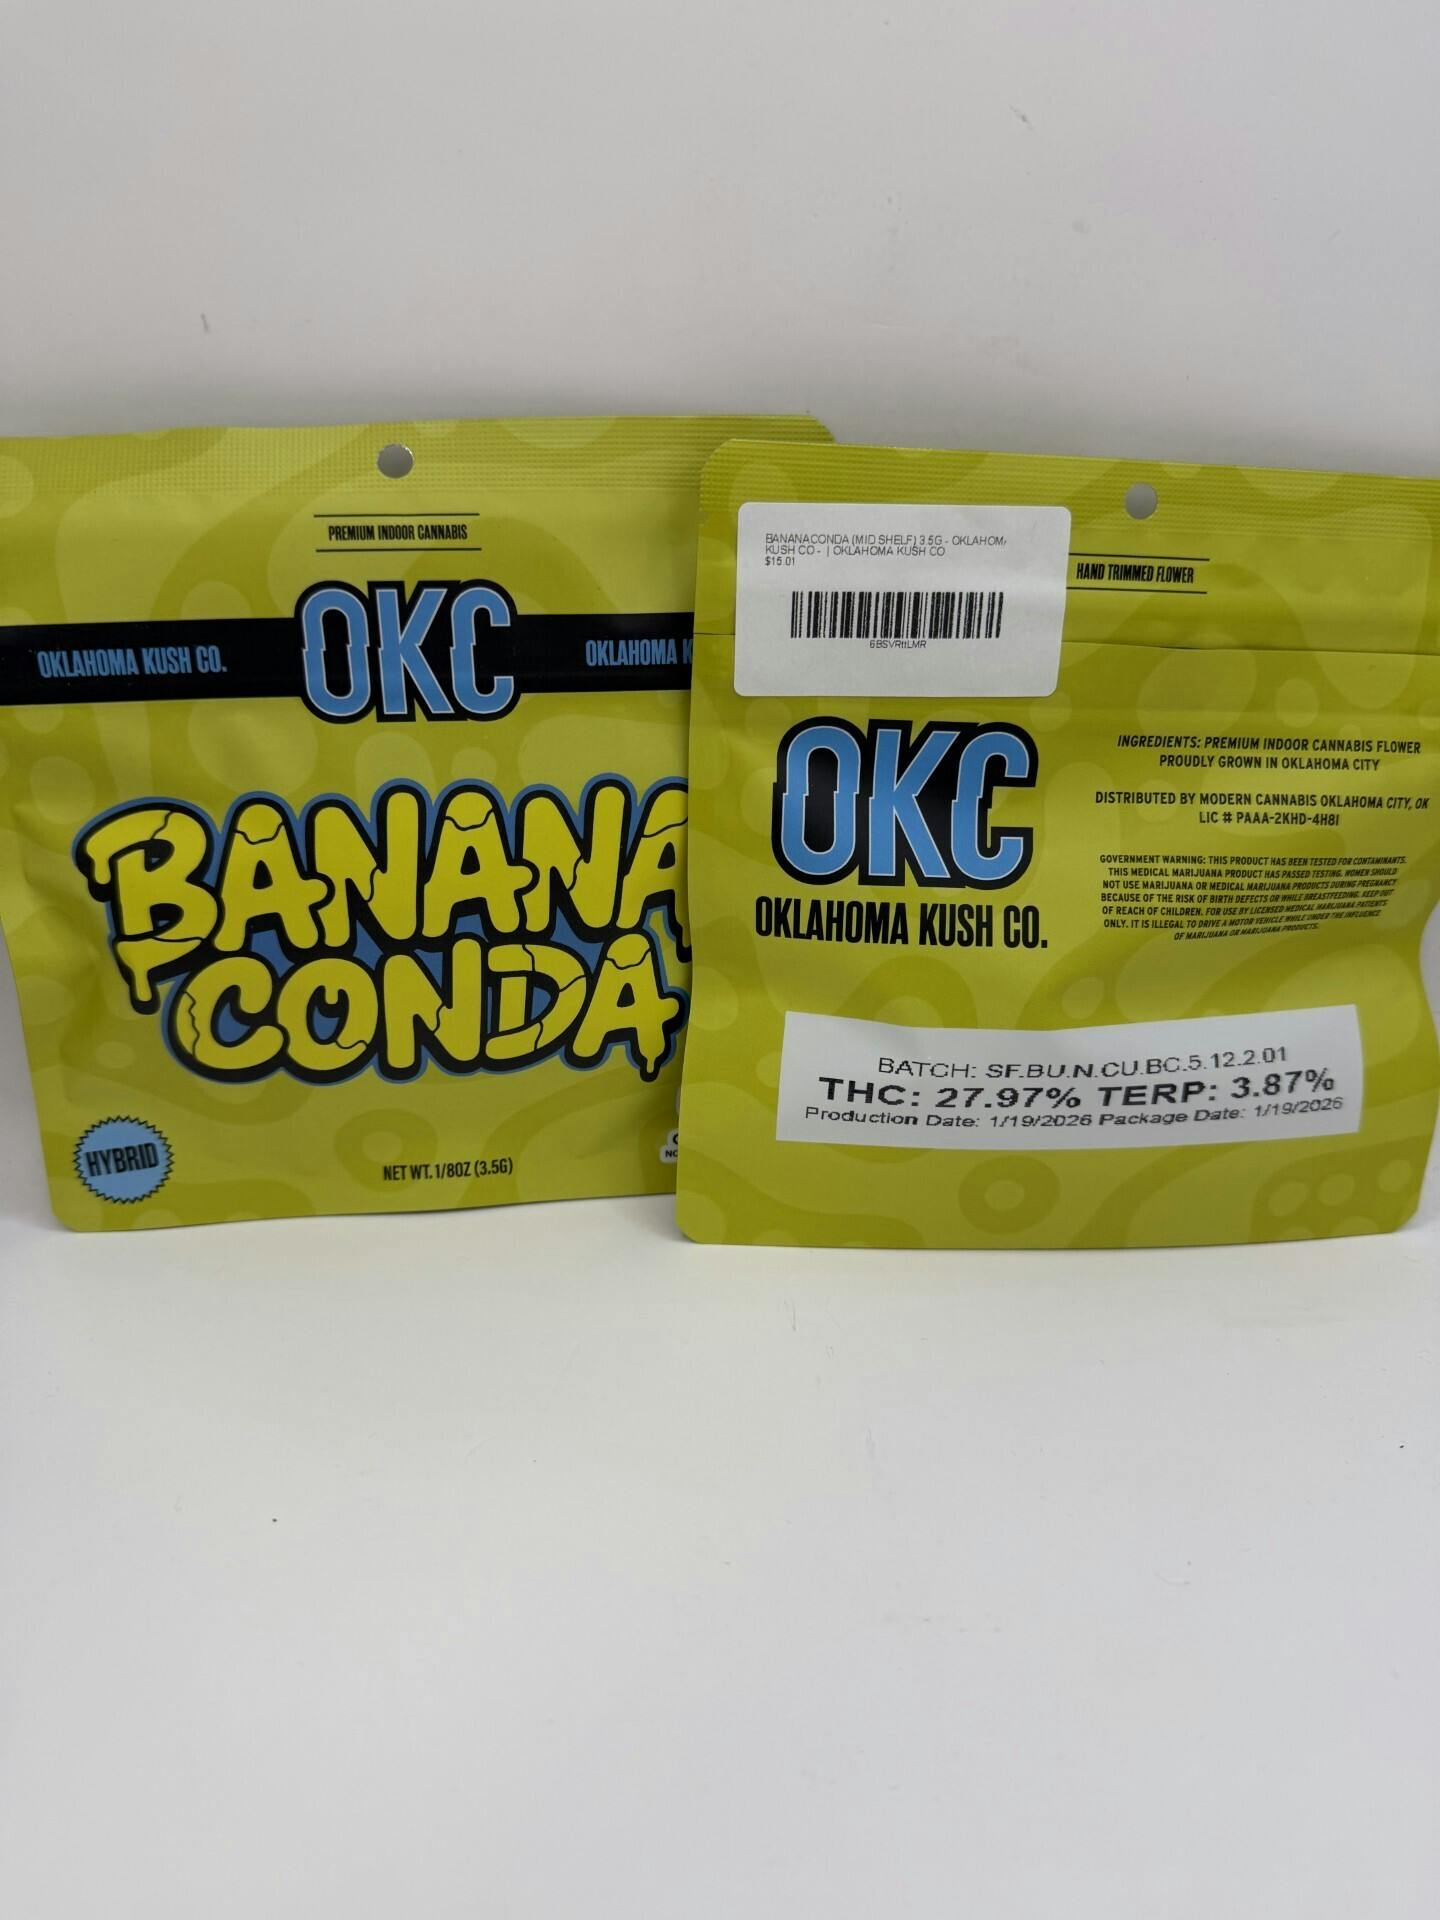 PREMIUM INDOOR CANNABIS
OKLAHOMA KUSH CO.
OKC
OKLAHOMA K
BANANA
CONDA
HYBRID
NET WT. 1/8OZ (3.5G)
BANANACONDA (MID SHELF) 3.5G - OKLAHOM
KUSH CO - | OKLAHOMA KUSH CO
$15.01
6BSVRttLMR
HAND TRIMMED FLOWER
OKC
OKLAHOMA KUSH CO.
INGREDIENTS: PREMIUM INDOOR CANNABIS FLOWER
PROUDLY GROWN IN OKLAHOMA CITY
DISTRIBUTED BY MODERN CANNABIS OKLAHOMA CITY, OK
LIC # PAAA-2KHD-4H8I
GOVERNMENT WARNING: THIS PRODUCT HAS BEEN TESTED FOR CONTAMINANTS.
THIS MEDICAL MARIJUANA PRODUCT HAS PASSED TESTING. WOMEN SHOULD
NOT USE MARIJUANA OR MEDICAL MARIJUANA PRODUCTS DURING PREGNANCY
BECAUSE OF THE RISK OF BIRTH DEFECTS OR WHILE BREASTFEEDING. KEEP OUT
OF REACH OF CHILDREN. FOR USE BY LICENSED MEDICAL MARIJUANA PATIENTS
ONLY. IT IS ILLEGAL TO DRIVE A MOTOR VEHICLE WHILE UNDER THE INFLUENCE
OF MARIJUANA OR MARIJUANA PRODUCTS.
BATCH: SF.BU.N.CU.BC.5.12.2.01
THC: 27.97% TERP: 3.87%
Production Date: 1/19/2026 Package Date: 1/19/2026